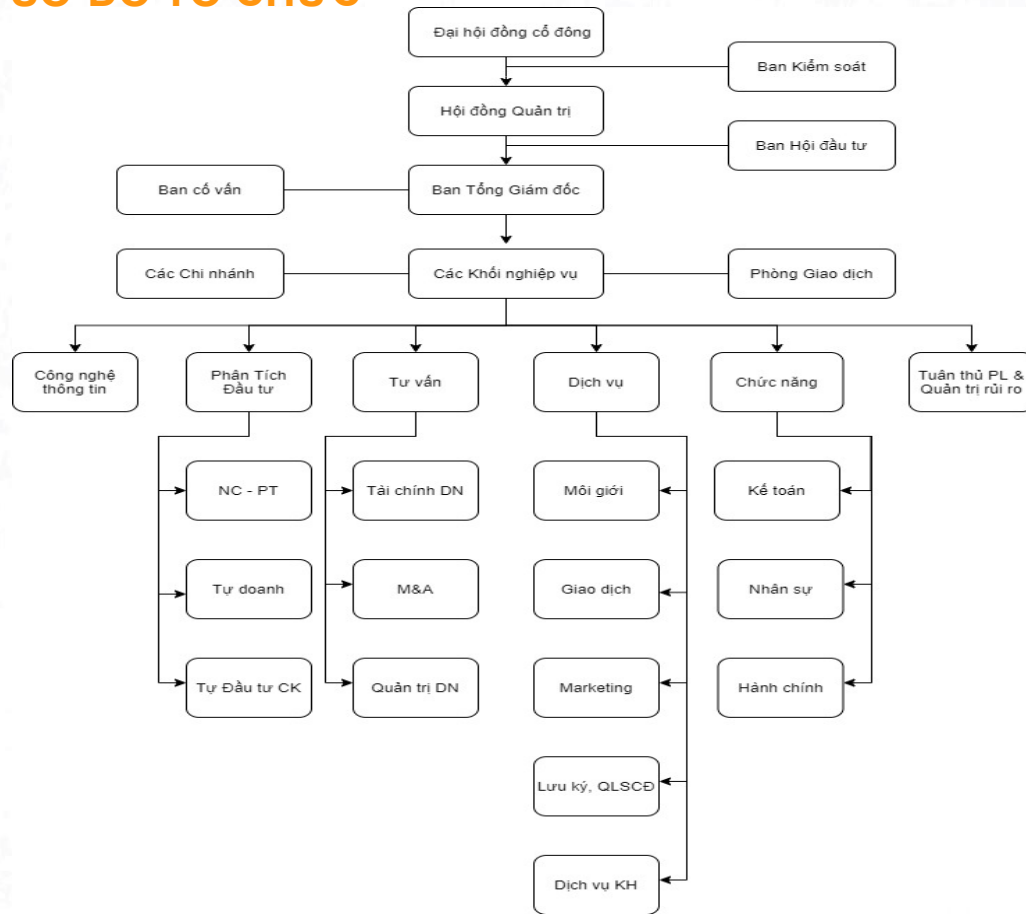 SƠ ĐỒ TỔ CHỨC
Đại hội đồng cổ đông
Ban Kiểm soát
Hội đồng Quản trị
Ban Hội đầu tư
Ban cố vấn
Ban Tổng Giám đốc
Các Chi nhánh
Các Khối nghiệp vụ
Phòng Giao dịch
Công nghệ
thông tin
Phân Tích
Đầu tư
Tư vấn
Dịch vụ
Chức năng
Tuân thủ PL &
Quản trị rủi ro
NC - PT
Tài chính DN
Môi giới
Kế toán
Tự doanh
M&A
Giao dịch
Nhân sự
Tự Đầu tư CK
Quản trị DN
Marketing
Hành chính
Lưu ký, QLSCĐ
Dịch vụ KH